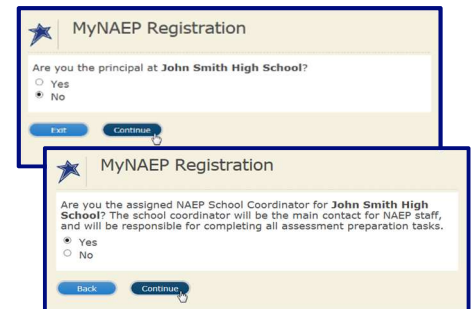 MyNAEP Registration
Are you the principal at John Smith High School?
Yes
No
Exit
Continue
MyNAEP Registration
Are you the assigned NAEP School Coordinator for John Smith High
School? The school coordinator will be the main contact for NAEP staff,
and will be responsible for completing all assessment preparation tasks.
Yes
No
Back
Continue